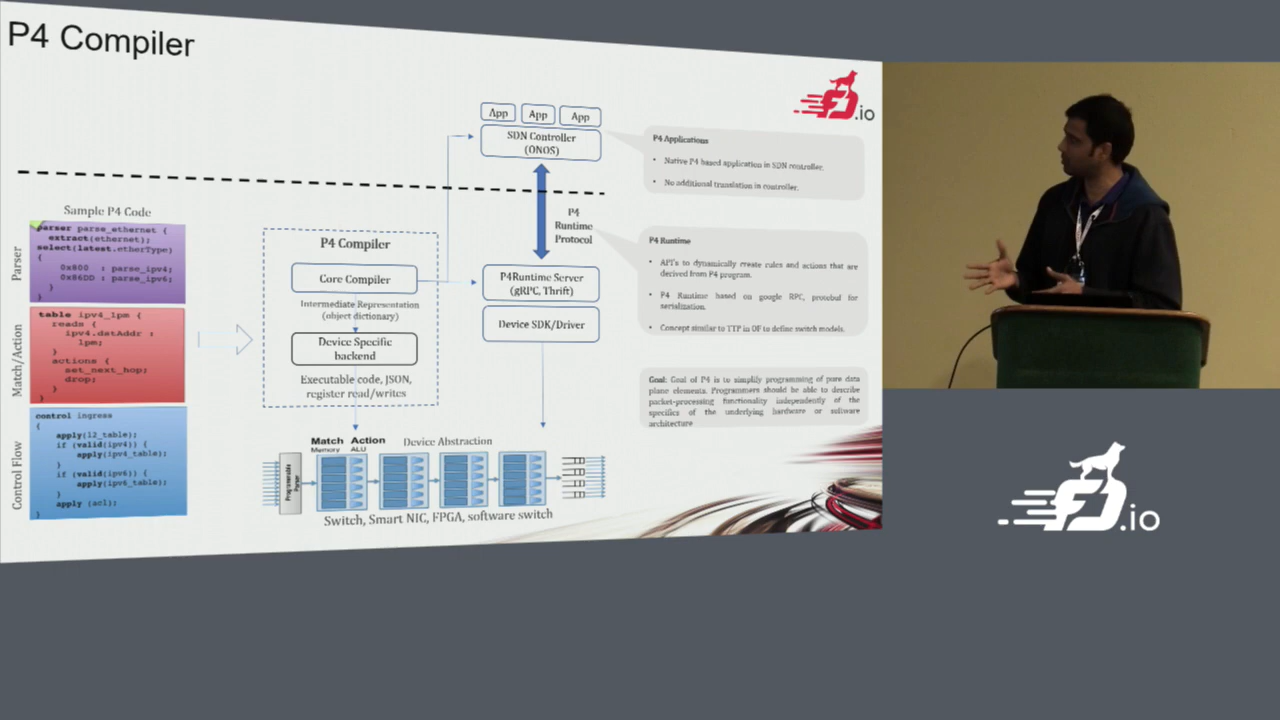 P4 Compiler
FD.io
App
App
App
SDN Controller
(ONOS)
P4 Applications
• Native P4 based application in SDN controller.
• No additional translation in controller.
Sample P4 Code
Parser
parser parse_ethernet {
extract(ethernet);
select(latest.etherType)
{
0x800 : parse_ipv4;
0x86DD : parse_ipv6;
}
}
Match/Action
table ipv4_lpm {
reads {
ipv4.dstAddr :
lpm;
}
actions {
set_next_hop;
drop;
}
}
Control Flow
control ingress
{
apply(l2_table);
if (valid(ipv4)) {
apply(ipv4_table);
}
if (valid(ipv6)) {
apply(ipv6_table);
}
apply (acl);
}
P4 Compiler
Core Compiler
Intermediate Representation
(object dictionary)
Device Specific
backend
Executable code, JSON,
register read/writes
P4
Runtime
Protocol
P4Runtime Server
(gRPC, Thrift)
Device SDK/Driver
P4 Runtime
• API's to dynamically create rules and actions that are
derived from P4 program.
• P4 Runtime based on google RPC, protobuf for
serialization.
• Concept similar to TTP in OF to define switch models.
Goal: Goal of P4 is to simplify programming of pure data
plane elements. Programmers should be able to describe
packet-processing functionality independently of the
specifics of the underlying hardware or software
architecture
Match Action
Memory ALU
Device Abstraction
Programmable
Parser
Switch, Smart NIC, FPGA, software switch
FD.io